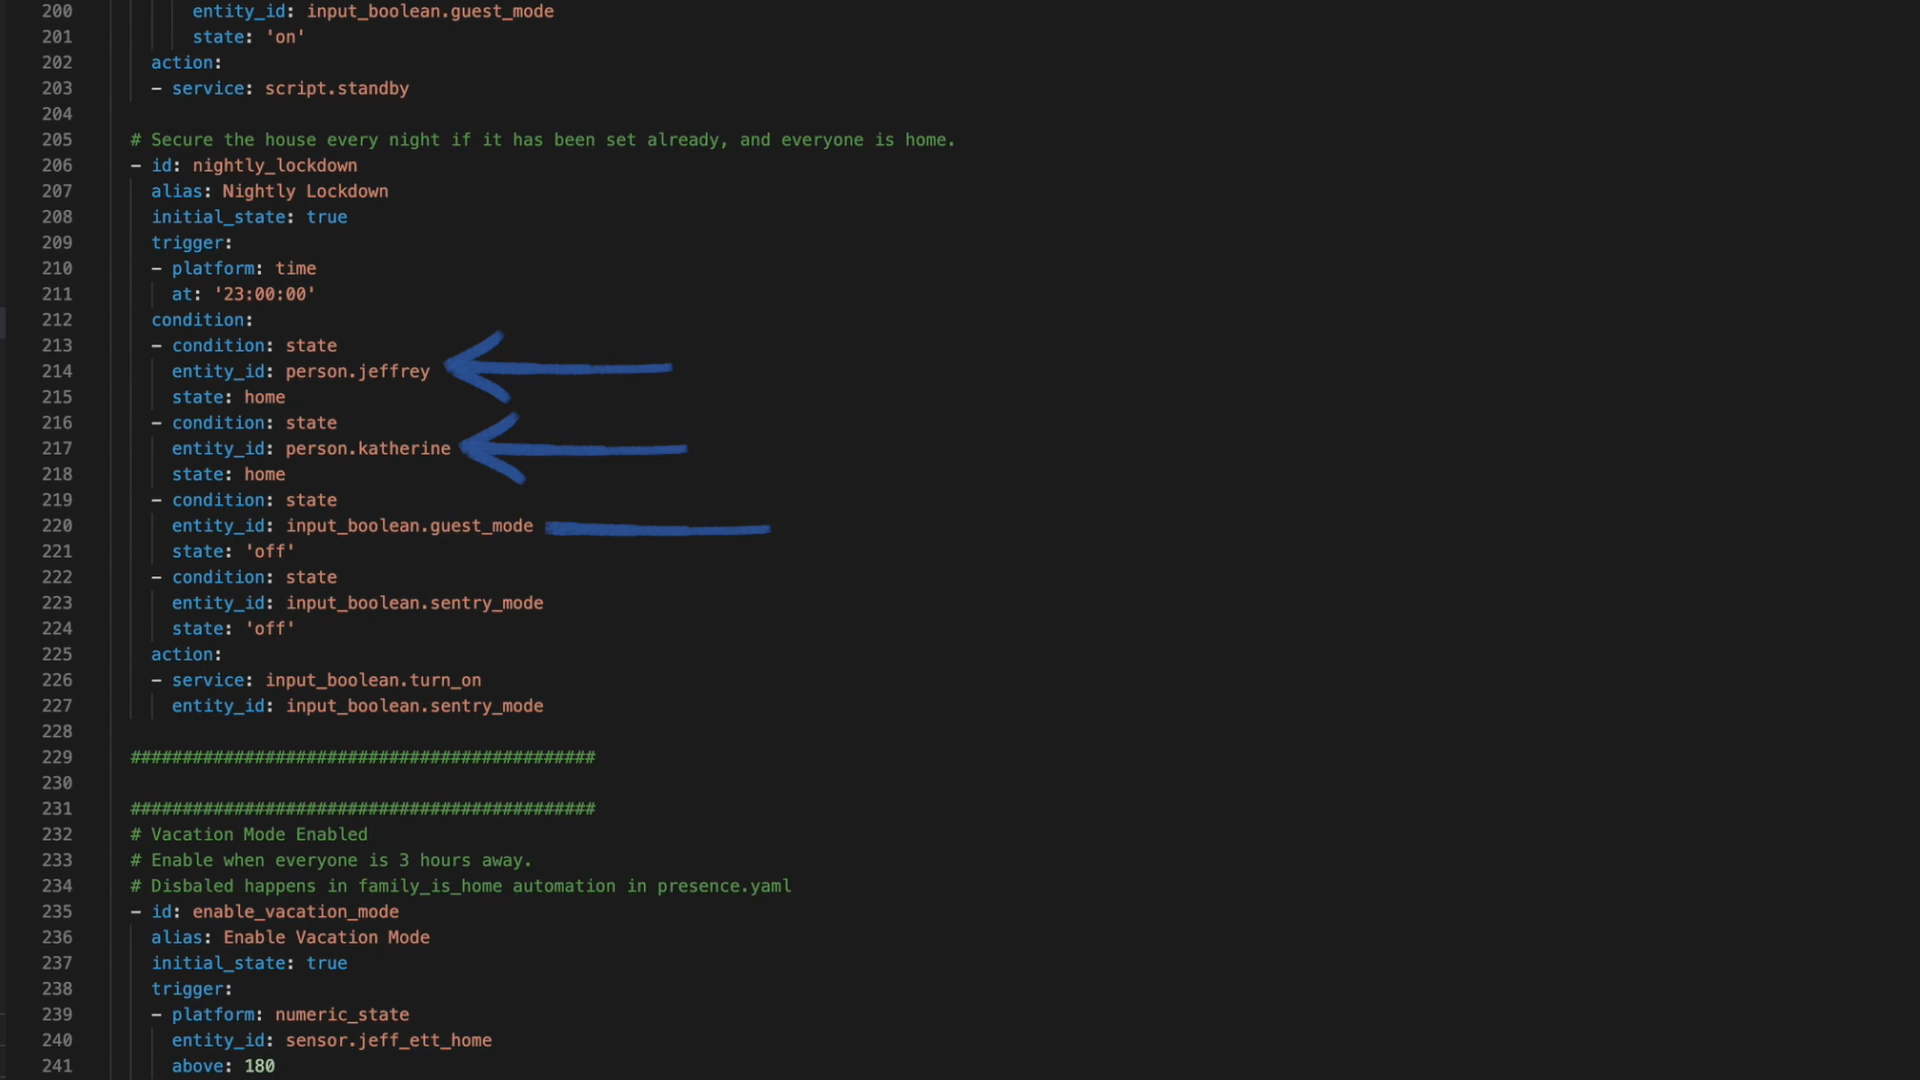 200 entity_id: input_boolean.guest_mode
201 state: 'on'
202 action:
203 - service: script.standby
204
205 # Secure the house every night if it has been set already, and everyone is home.
206 - id: nightly_lockdown
207 alias: Nightly Lockdown
208 initial_state: true
209 trigger:
210 - platform: time
211 at: '23:00:00'
212 condition:
213 - condition: state
214 entity_id: person.jeffrey
215 state: home
216 - condition: state
217 entity_id: person.katherine
218 state: home
219 - condition: state
220 entity_id: input_boolean.guest_mode
221 state: 'off'
222 - condition: state
223 entity_id: input_boolean.sentry_mode
224 state: 'off'
225 action:
226 - service: input_boolean.turn_on
227 entity_id: input_boolean.sentry_mode
228
229 #############################################
230
231 #############################################
232 # Vacation Mode Enabled
233 # Enable when everyone is 3 hours away.
234 # Disbaled happens in family_is_home automation in presence.yaml
235 - id: enable_vacation_mode
236 alias: Enable Vacation Mode
237 initial_state: true
238 trigger:
239 - platform: numeric_state
240 entity_id: sensor.jeff_ett_home
241 above: 180